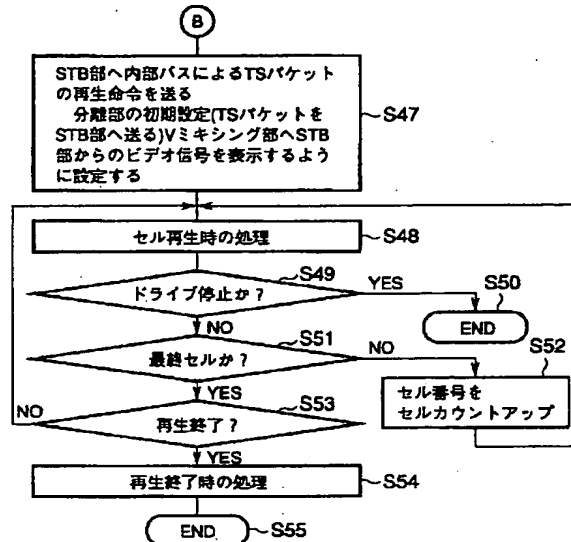 B
STB部へ内部バスによるTSパケット
の再生命令を送る
分離部の初期設定(TSパケットを
STB部へ送る)Vミキシング部へSTB
部からのビデオ信号を表示するよう
に設定する
S47
セル再生時の処理
S48
S49
ドライブ停止か?
YES
S50
END
NO
S51
最終セルか?
NO
S52
セル番号を
セルカウントアップ
YES
S53
NO
再生終了?
YES
再生終了時の処理
S54
END
S55